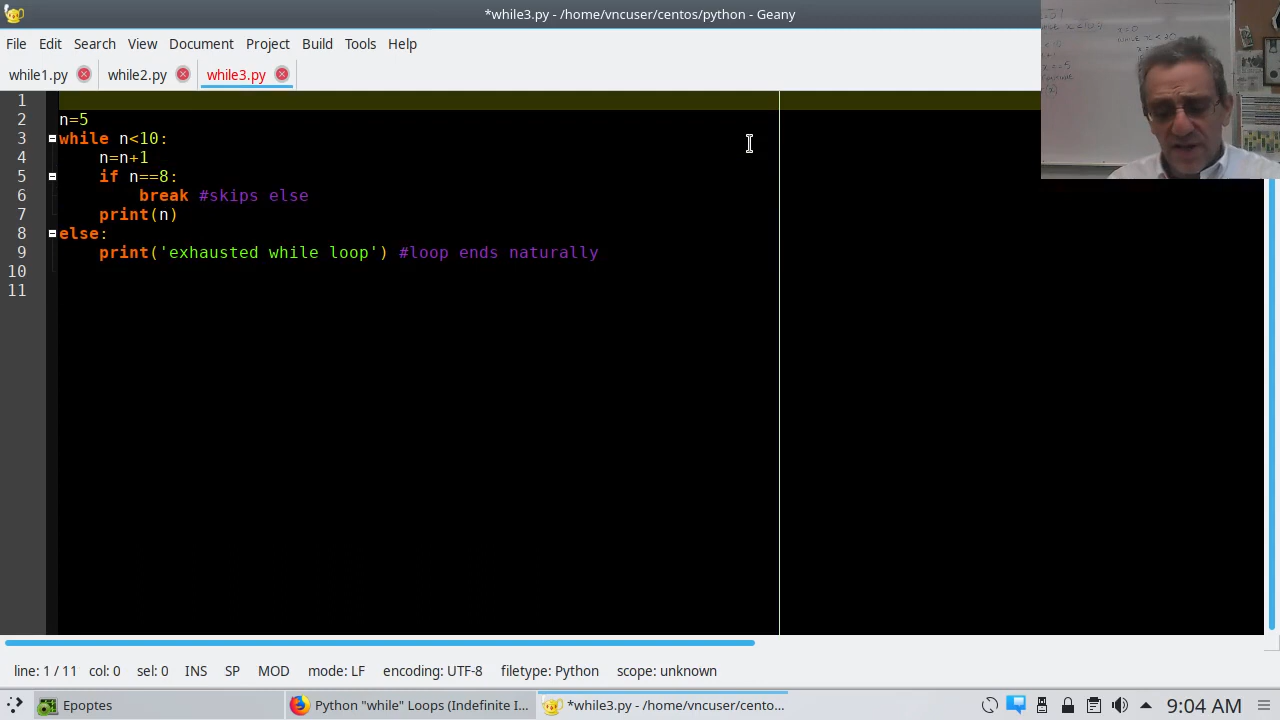 *while3.py - /home/vncuser/centos/python - Geany
File Edit Search View Document Project Build Tools Help
while1.py while2.py while3.py
1
2 n=5
3 while n<10:
4 n=n+1
5 if n==8:
6 break #skips else
7 print(n)
8 else:
9 print('exhausted while loop') #loop ends naturally
10
11
line: 1 / 11 col: 0 sel: 0 INS SP MOD mode: LF encoding: UTF-8 filetype: Python scope: unknown
Epoptes Python "while" Loops (Indefinite I... *while3.py - /home/vncuser/cento... 9:04 AM